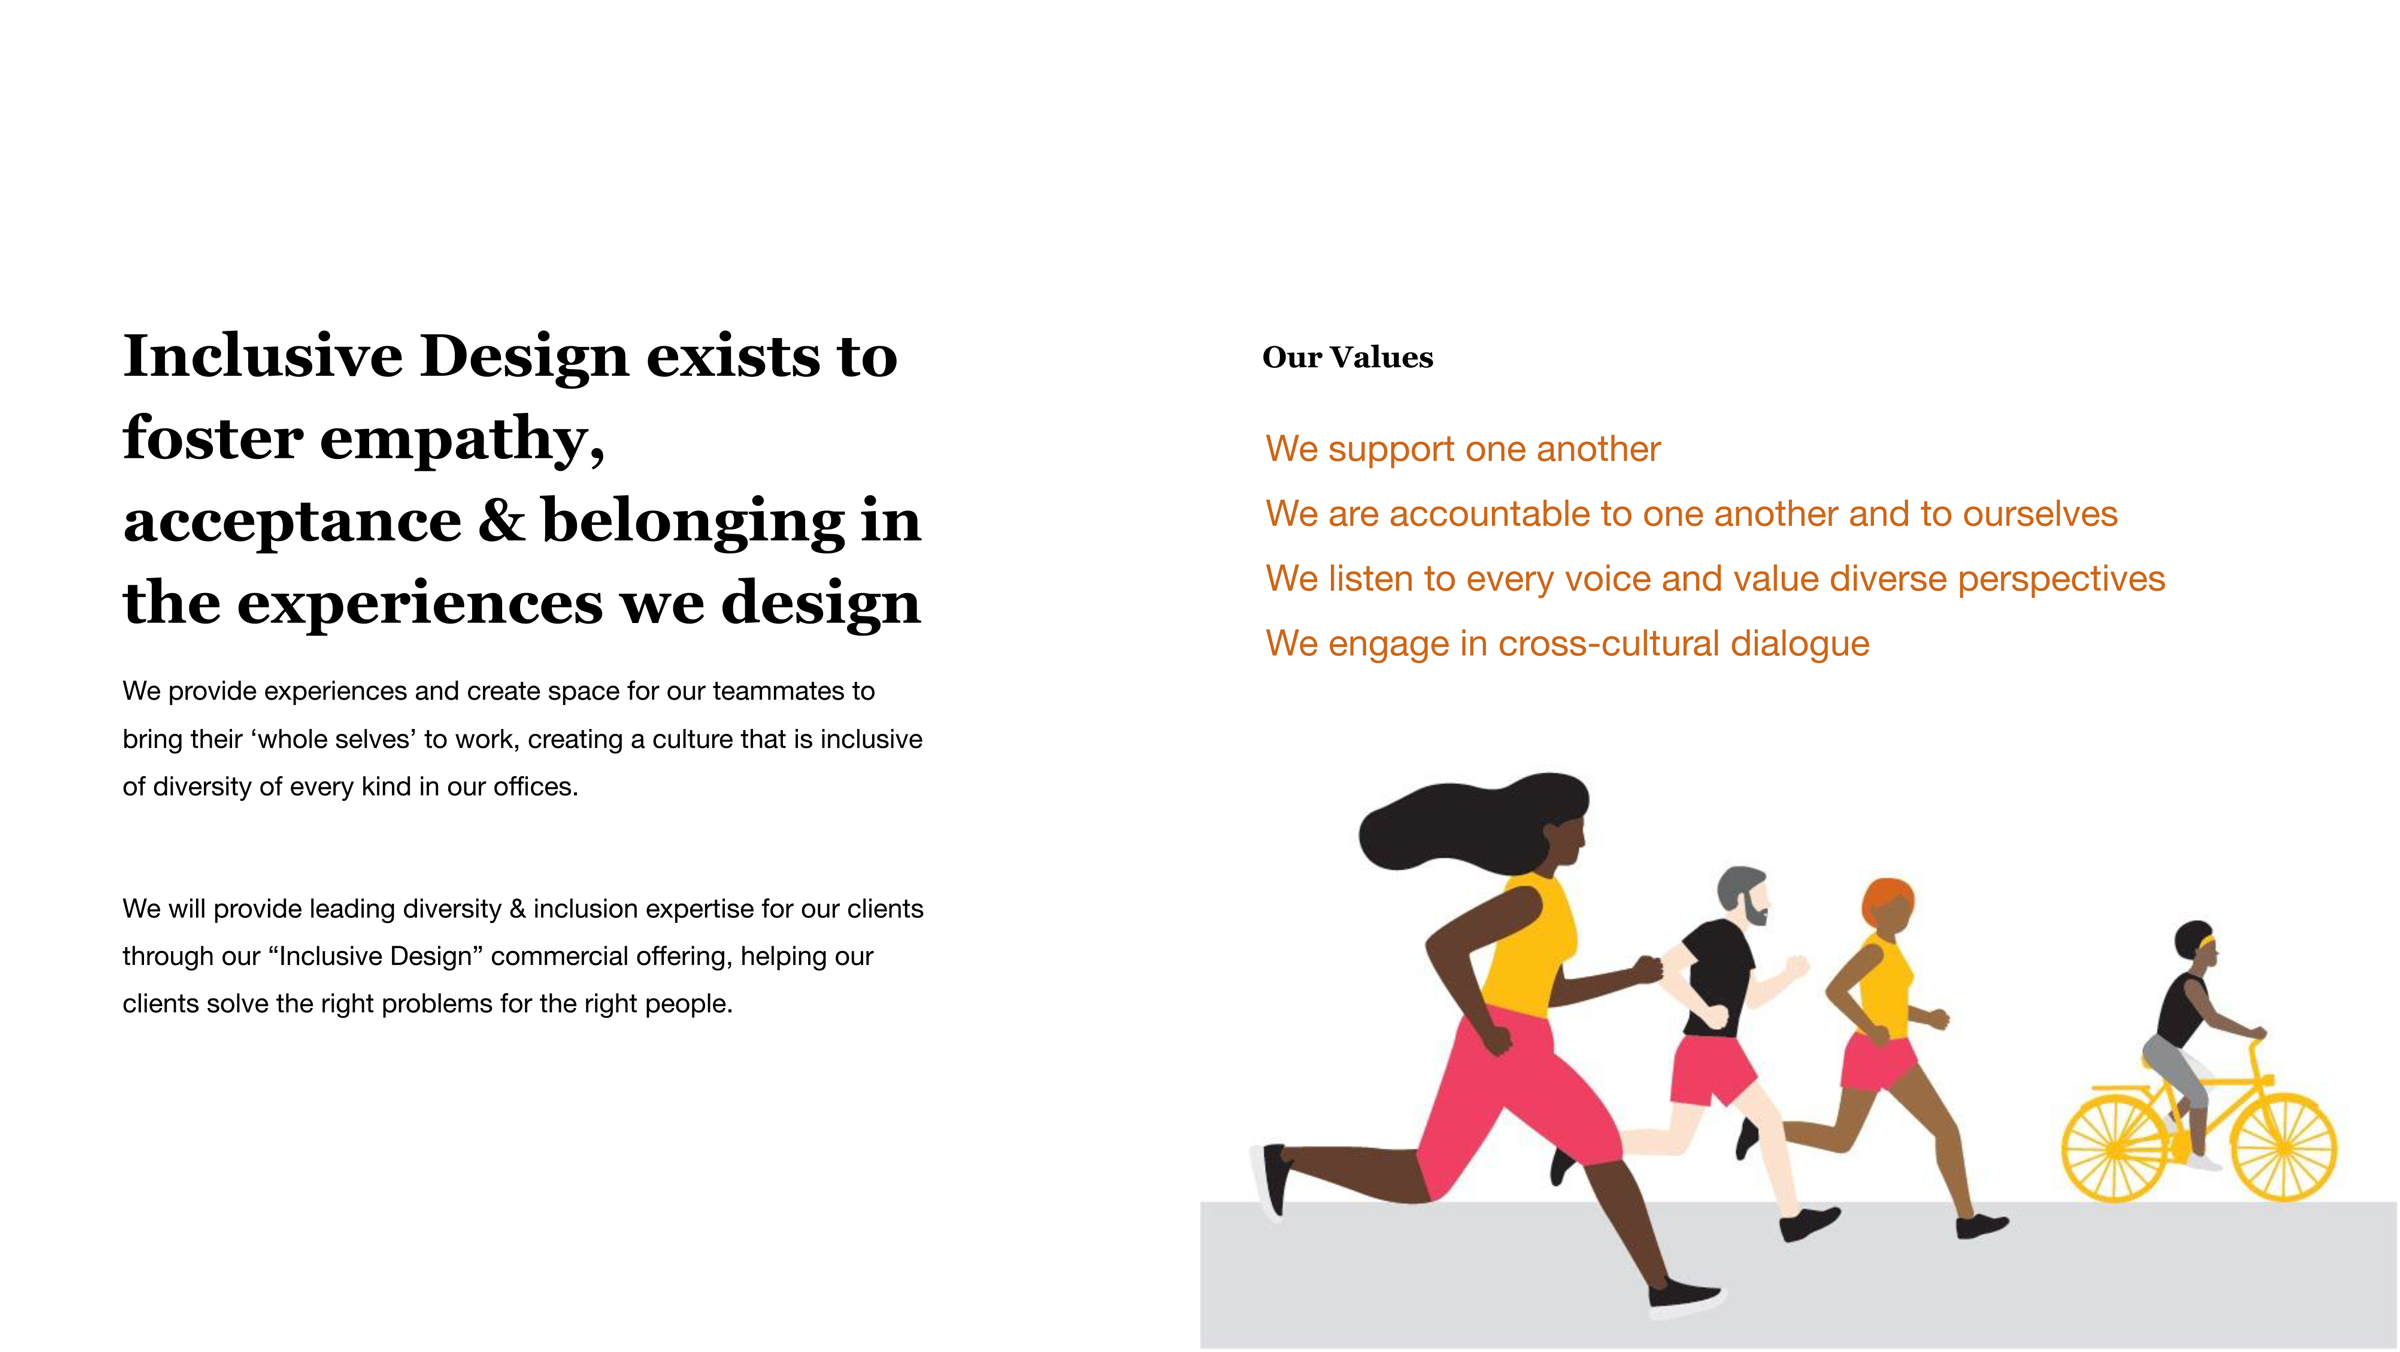 Inclusive Design exists to
foster empathy,
acceptance & belonging in
the experiences we design
We provide experiences and create space for our teammates to
bring their ‘whole selves’ to work, creating a culture that is inclusive
of diversity of every kind in our offices.
We will provide leading diversity & inclusion expertise for our clients
through our “Inclusive Design” commercial offering, helping our
clients solve the right problems for the right people.
Our Values
We support one another
We are accountable to one another and to ourselves
We listen to every voice and value diverse perspectives
We engage in cross-cultural dialogue